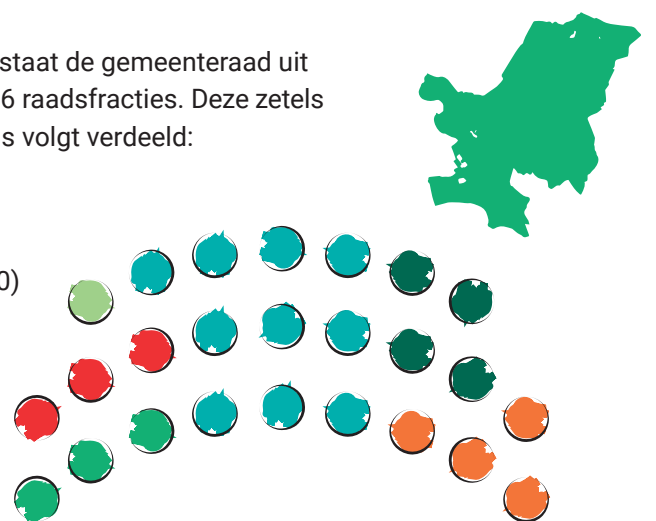 staat de gemeenteraad uit
6 raadsfracties. Deze zetels
s volgt verdeeld:
0)